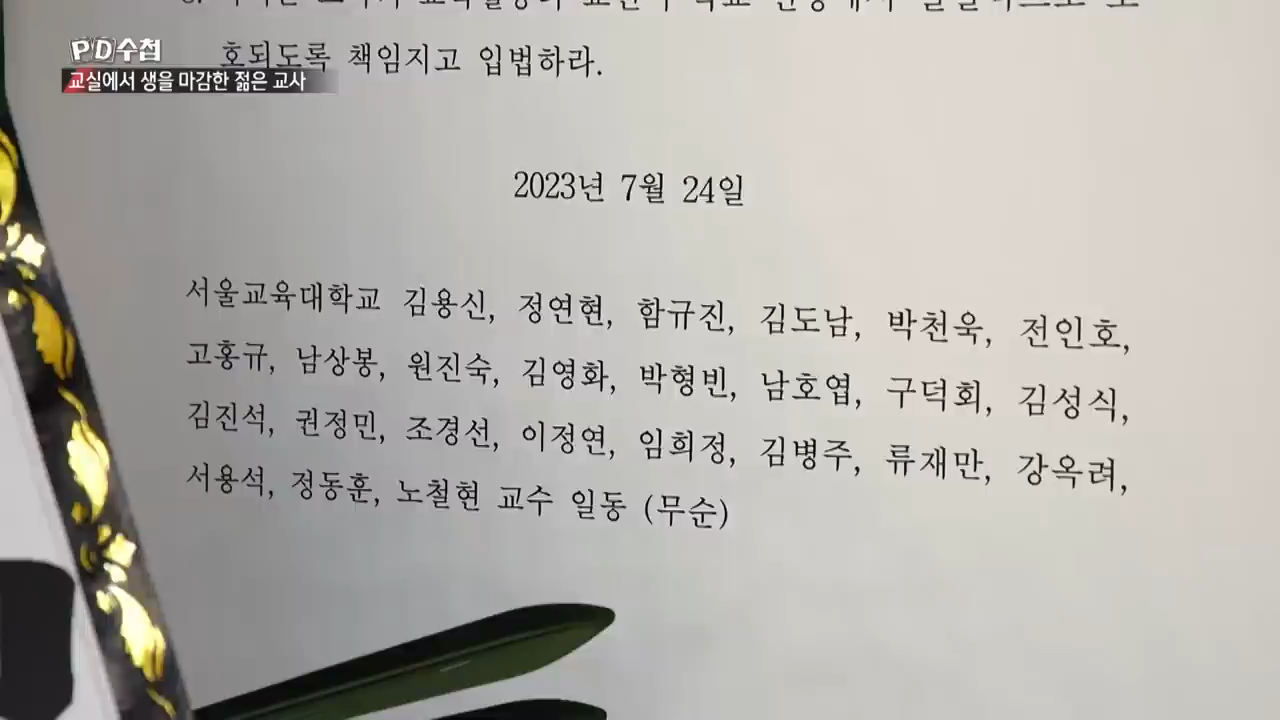 PD수첩
교실에서 생을 마감한 젊은 교사
호되도록 책임지고 입법하라.
2023년 7월 24일
서울교육대학교 김용신, 정연현, 함규진, 김도남, 박천욱, 전인호,
고홍규, 남상봉, 원진숙, 김영화, 박형빈, 남호엽, 구덕회, 김성식,
김진석, 권정민, 조경선, 이정연, 임희정, 김병주, 류재만, 강옥려,
서용석, 정동훈, 노철현 교수 일동 (무순)